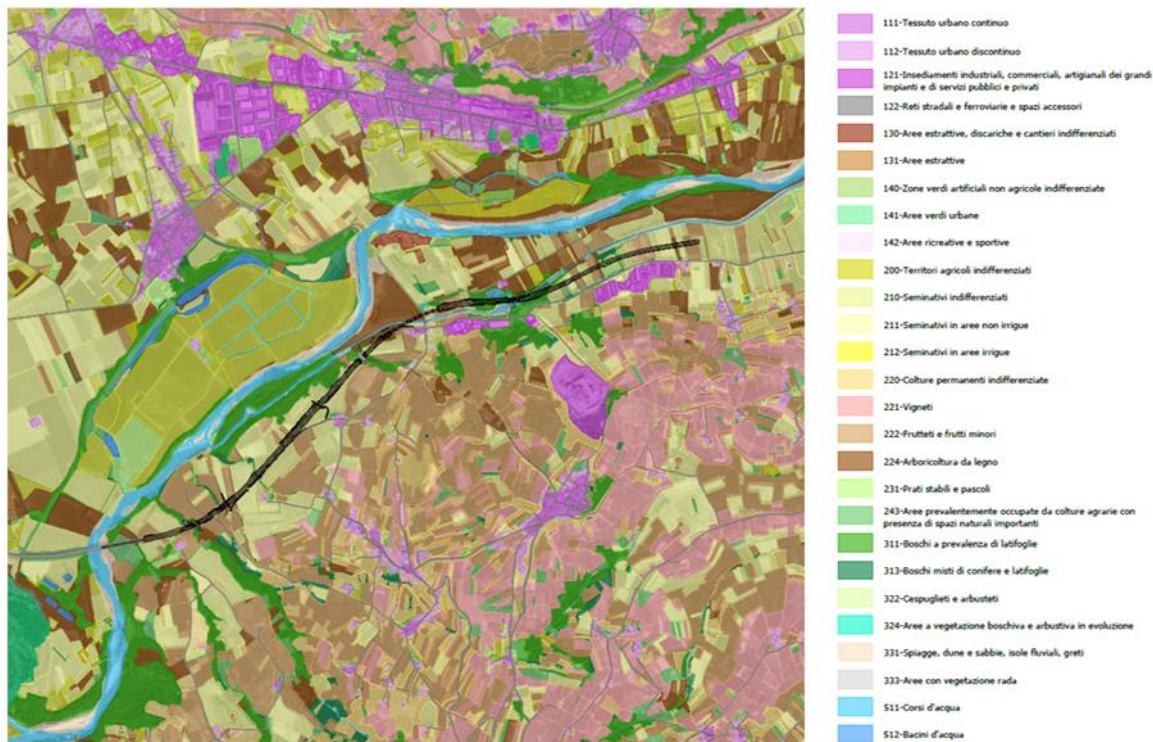 111-Tessuto urbano continuo
112-Tessuto urbano discontinuo
121-Insediamenti industriali, commerciali, artigianali dei grandi
impianti e di servizi pubblici e privati
122-Reti stradali e ferroviarie e spazi accessori
130-Aree estrattive, discariche e cantieri indifferenziati
131-Aree estrattive
140-Zone verdi artificiali non agricole indifferenziate
141-Aree verdi urbane
142-Aree ricreative e sportive
200-Territori agricoli indifferenziati
210-Seminativi indifferenziati
211-Seminativi in aree non irrigue
212-Seminativi in aree irrigue
220-Colture permanenti indifferenziate
221-Vigneti
222-Frutteti e frutti minori
224-Arboricoltura da legno
231-Prati stabili e pascoli
243-Aree prevalentemente occupate da colture agrarie con
presenza di spazi naturali importanti
311-Boschi a prevalenza di latifoglie
313-Boschi misti di conifere e latifoglie
322-Cespuglieti e arbusteti
324-Aree a vegetazione boschiva e arbustiva in evoluzione
331-Spiagge, dune e sabbie, isole fluviali, greti
333-Aree con vegetazione rada
511-Corsi d'acqua
512-Bacini d'acqua